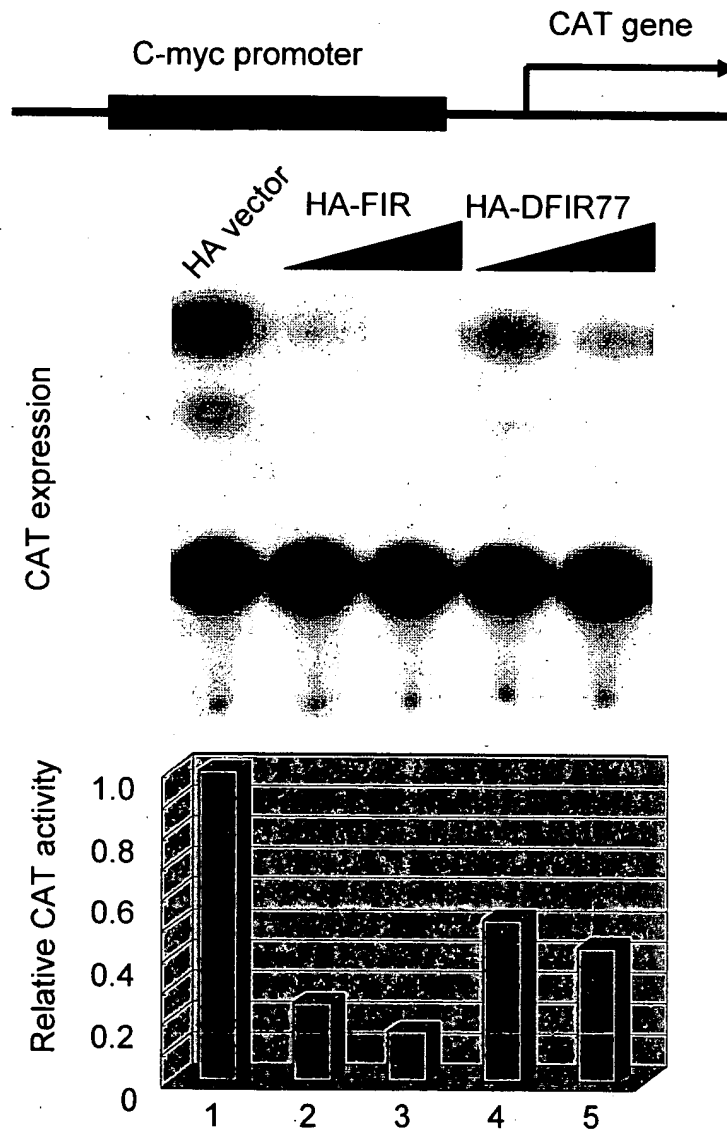 CAT gene
C-myc promoter
HA vector
HA-FIR
HA-DFIR77
CAT expression
Relative CAT activity
1.0
0.8
0.6
0.4
0.2
0
1 2 3 4 5